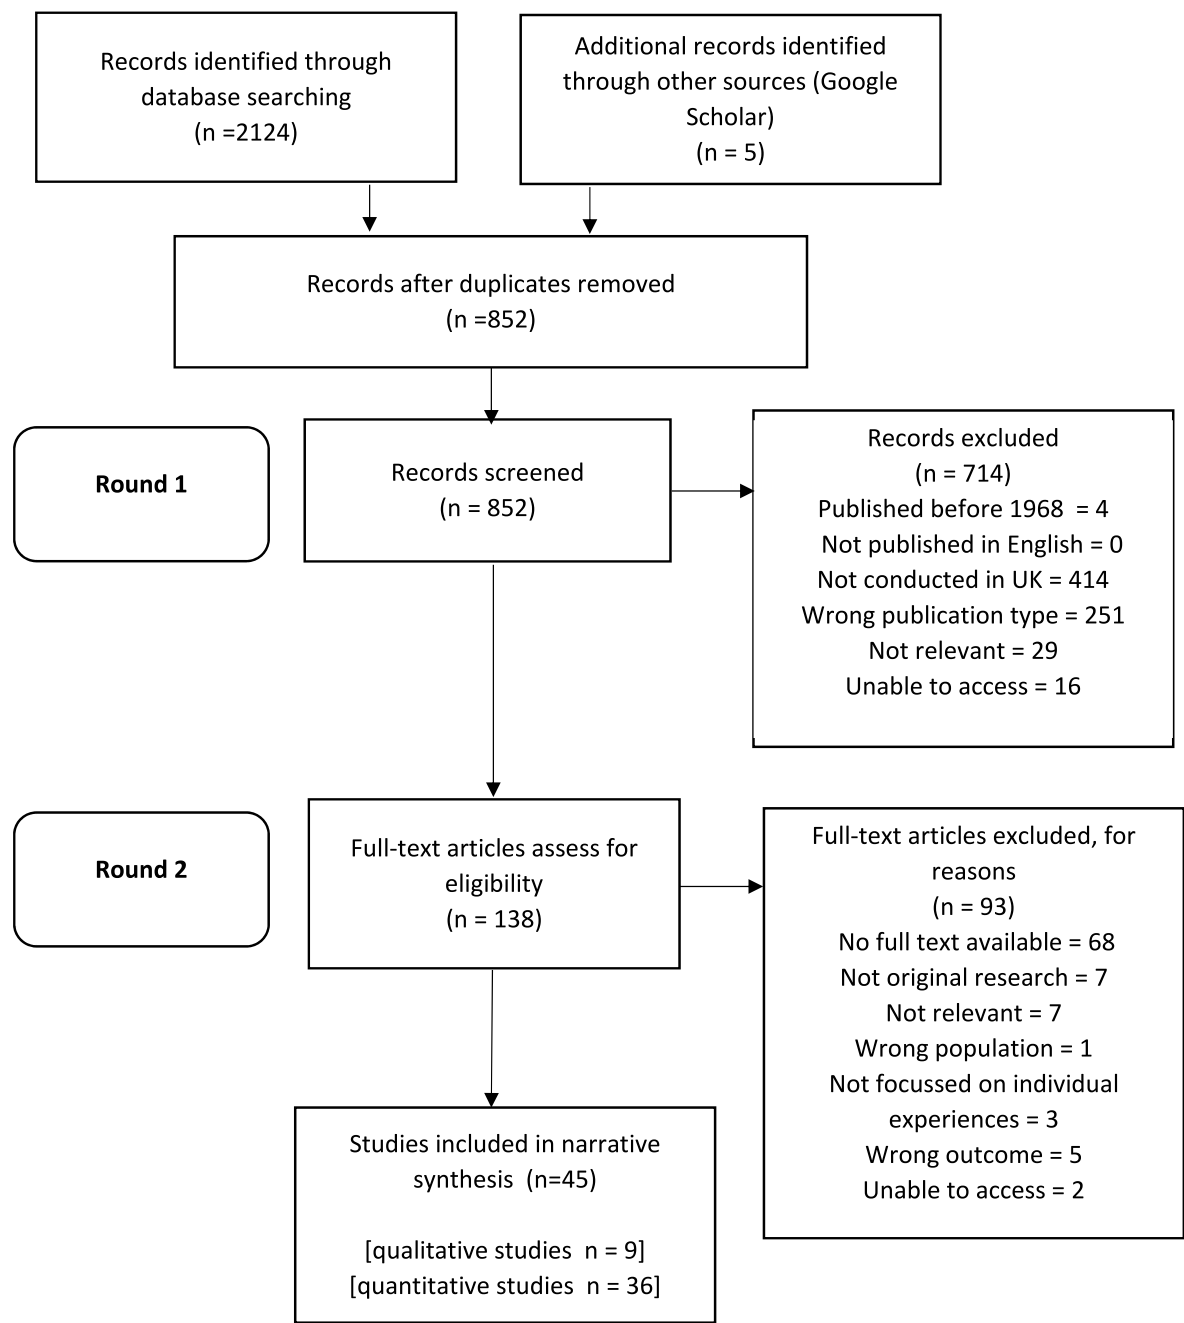 Records identified through
database searching
(n =2124)
Additional records identified
through other sources (Google
Scholar)
(n = 5)
Records after duplicates removed
(n =852)
Round 1
Records screened
(n = 852)
Records excluded
(n = 714)
Published before 1968  = 4
Not published in English = 0
Not conducted in UK = 414
Wrong publication type = 251
Not relevant = 29
Unable to access = 16
Round 2
Full-text articles assess for
eligibility
(n = 138)
Full-text articles excluded, for
reasons
(n = 93)
No full text available = 68
Not original research = 7
Not relevant = 7
Wrong population = 1
Not focussed on individual
experiences = 3
Wrong outcome = 5
Unable to access = 2
Studies included in narrative
synthesis  (n=45)
[qualitative studies  n = 9]
[quantitative studies  n = 36]